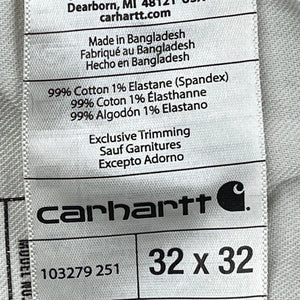 Dearborn, MI 48121 USA
carhartt.com
Made in Bangladesh
Fabriqué au Bangladesh
Hecho en Bangladesh
99% Cotton 1% Elastane (Spandex)
99% Coton 1% Élasthanne
99% Algodón 1% Elastano
Exclusive Trimming
Sauf Garnitures
Excepto Adorno
carhartt
103279 251
32 x 32
MODEL NO.